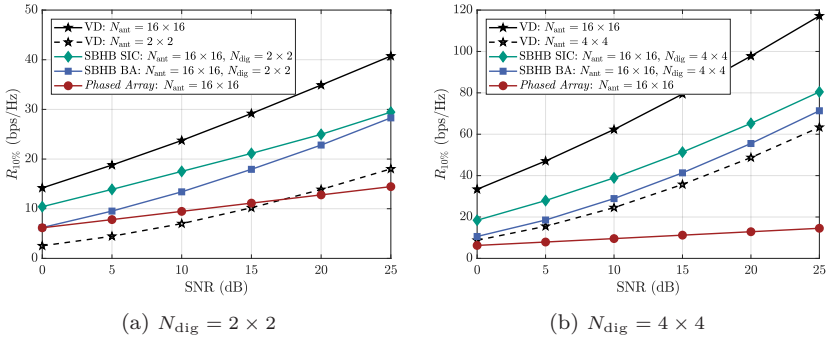 50
40
30
20
10
0
R10% (bps/Hz)
VD: Nant = 16 × 16
VD: Nant = 2 × 2
SBHB SIC: Nant = 16 × 16, Ndig = 2 × 2
SBHB BA: Nant = 16 × 16, Ndig = 2 × 2
Phased Array: Nant = 16 × 16
0 5 10 15 20 25
SNR (dB)
(a) Ndig = 2 × 2
120
100
80
60
40
20
0
R10% (bps/Hz)
VD: Nant = 16 × 16
VD: Nant = 4 × 4
SBHB SIC: Nant = 16 × 16, Ndig = 4 × 4
SBHB BA: Nant = 16 × 16, Ndig = 4 × 4
Phased Array: Nant = 16 × 16
0 5 10 15 20 25
SNR (dB)
(b) Ndig = 4 × 4